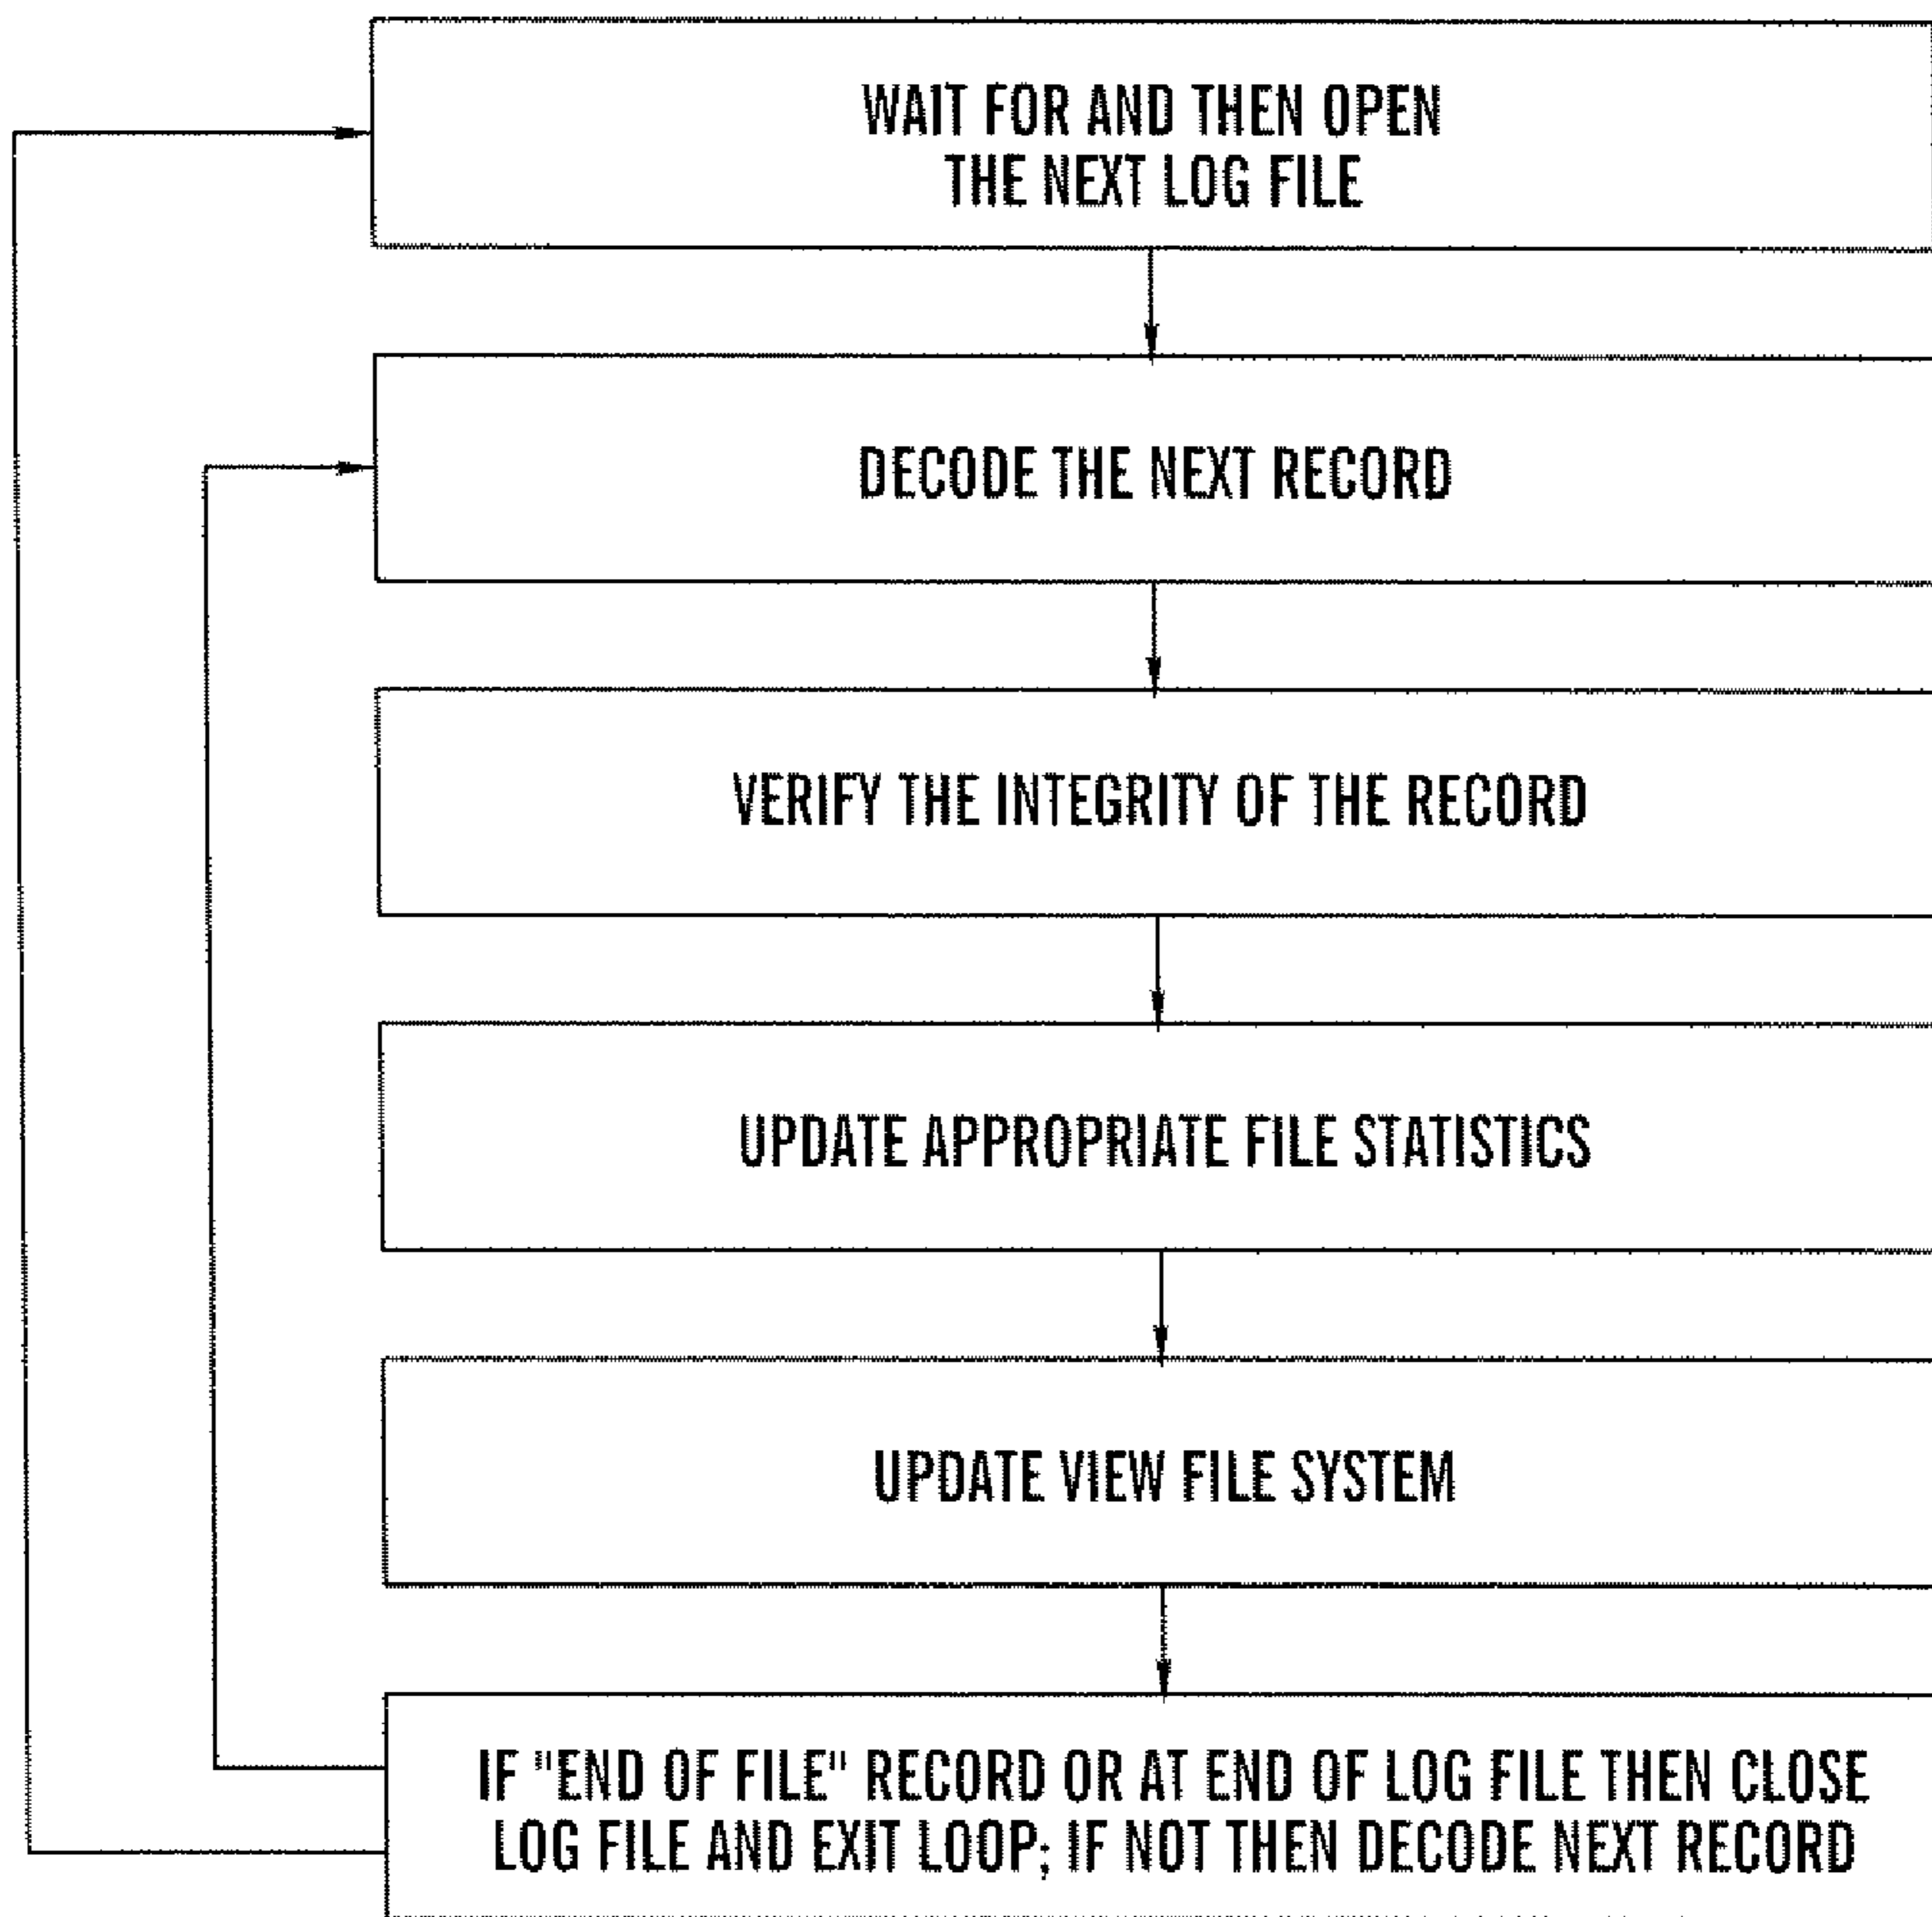 WAIT FOR AND THEN OPEN
THE NEXT LOG FILE
DECODE THE NEXT RECORD
VERIFY THE INTEGRITY OF THE RECORD
UPDATE APPROPRIATE FILE STATISTICS
UPDATE VIEW FILE SYSTEM
IF "END OF FILE" RECORD OR AT END OF LOG FILE THEN CLOSE
LOG FILE AND EXIT LOOP; IF NOT THEN DECODE NEXT RECORD